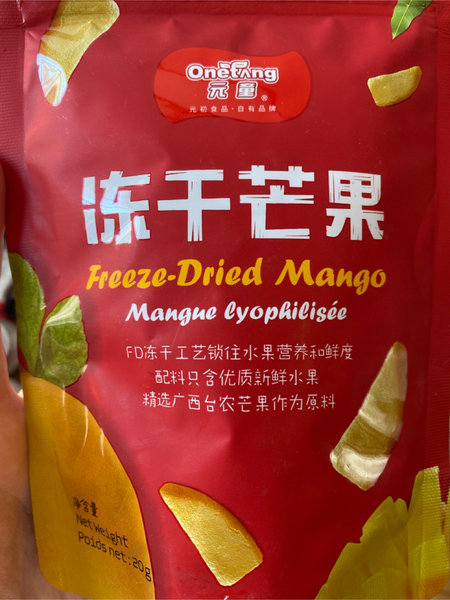 Onetang
元童®
元初食品·自有品牌
冻干芒果
Freeze-Dried Mango
Mangue lyophilisée
FD冻干工艺锁住水果营养和鲜度
配料只含优质新鲜水果
精选广西台农芒果作为原料
净含量
Net Weight
Poids net:20g